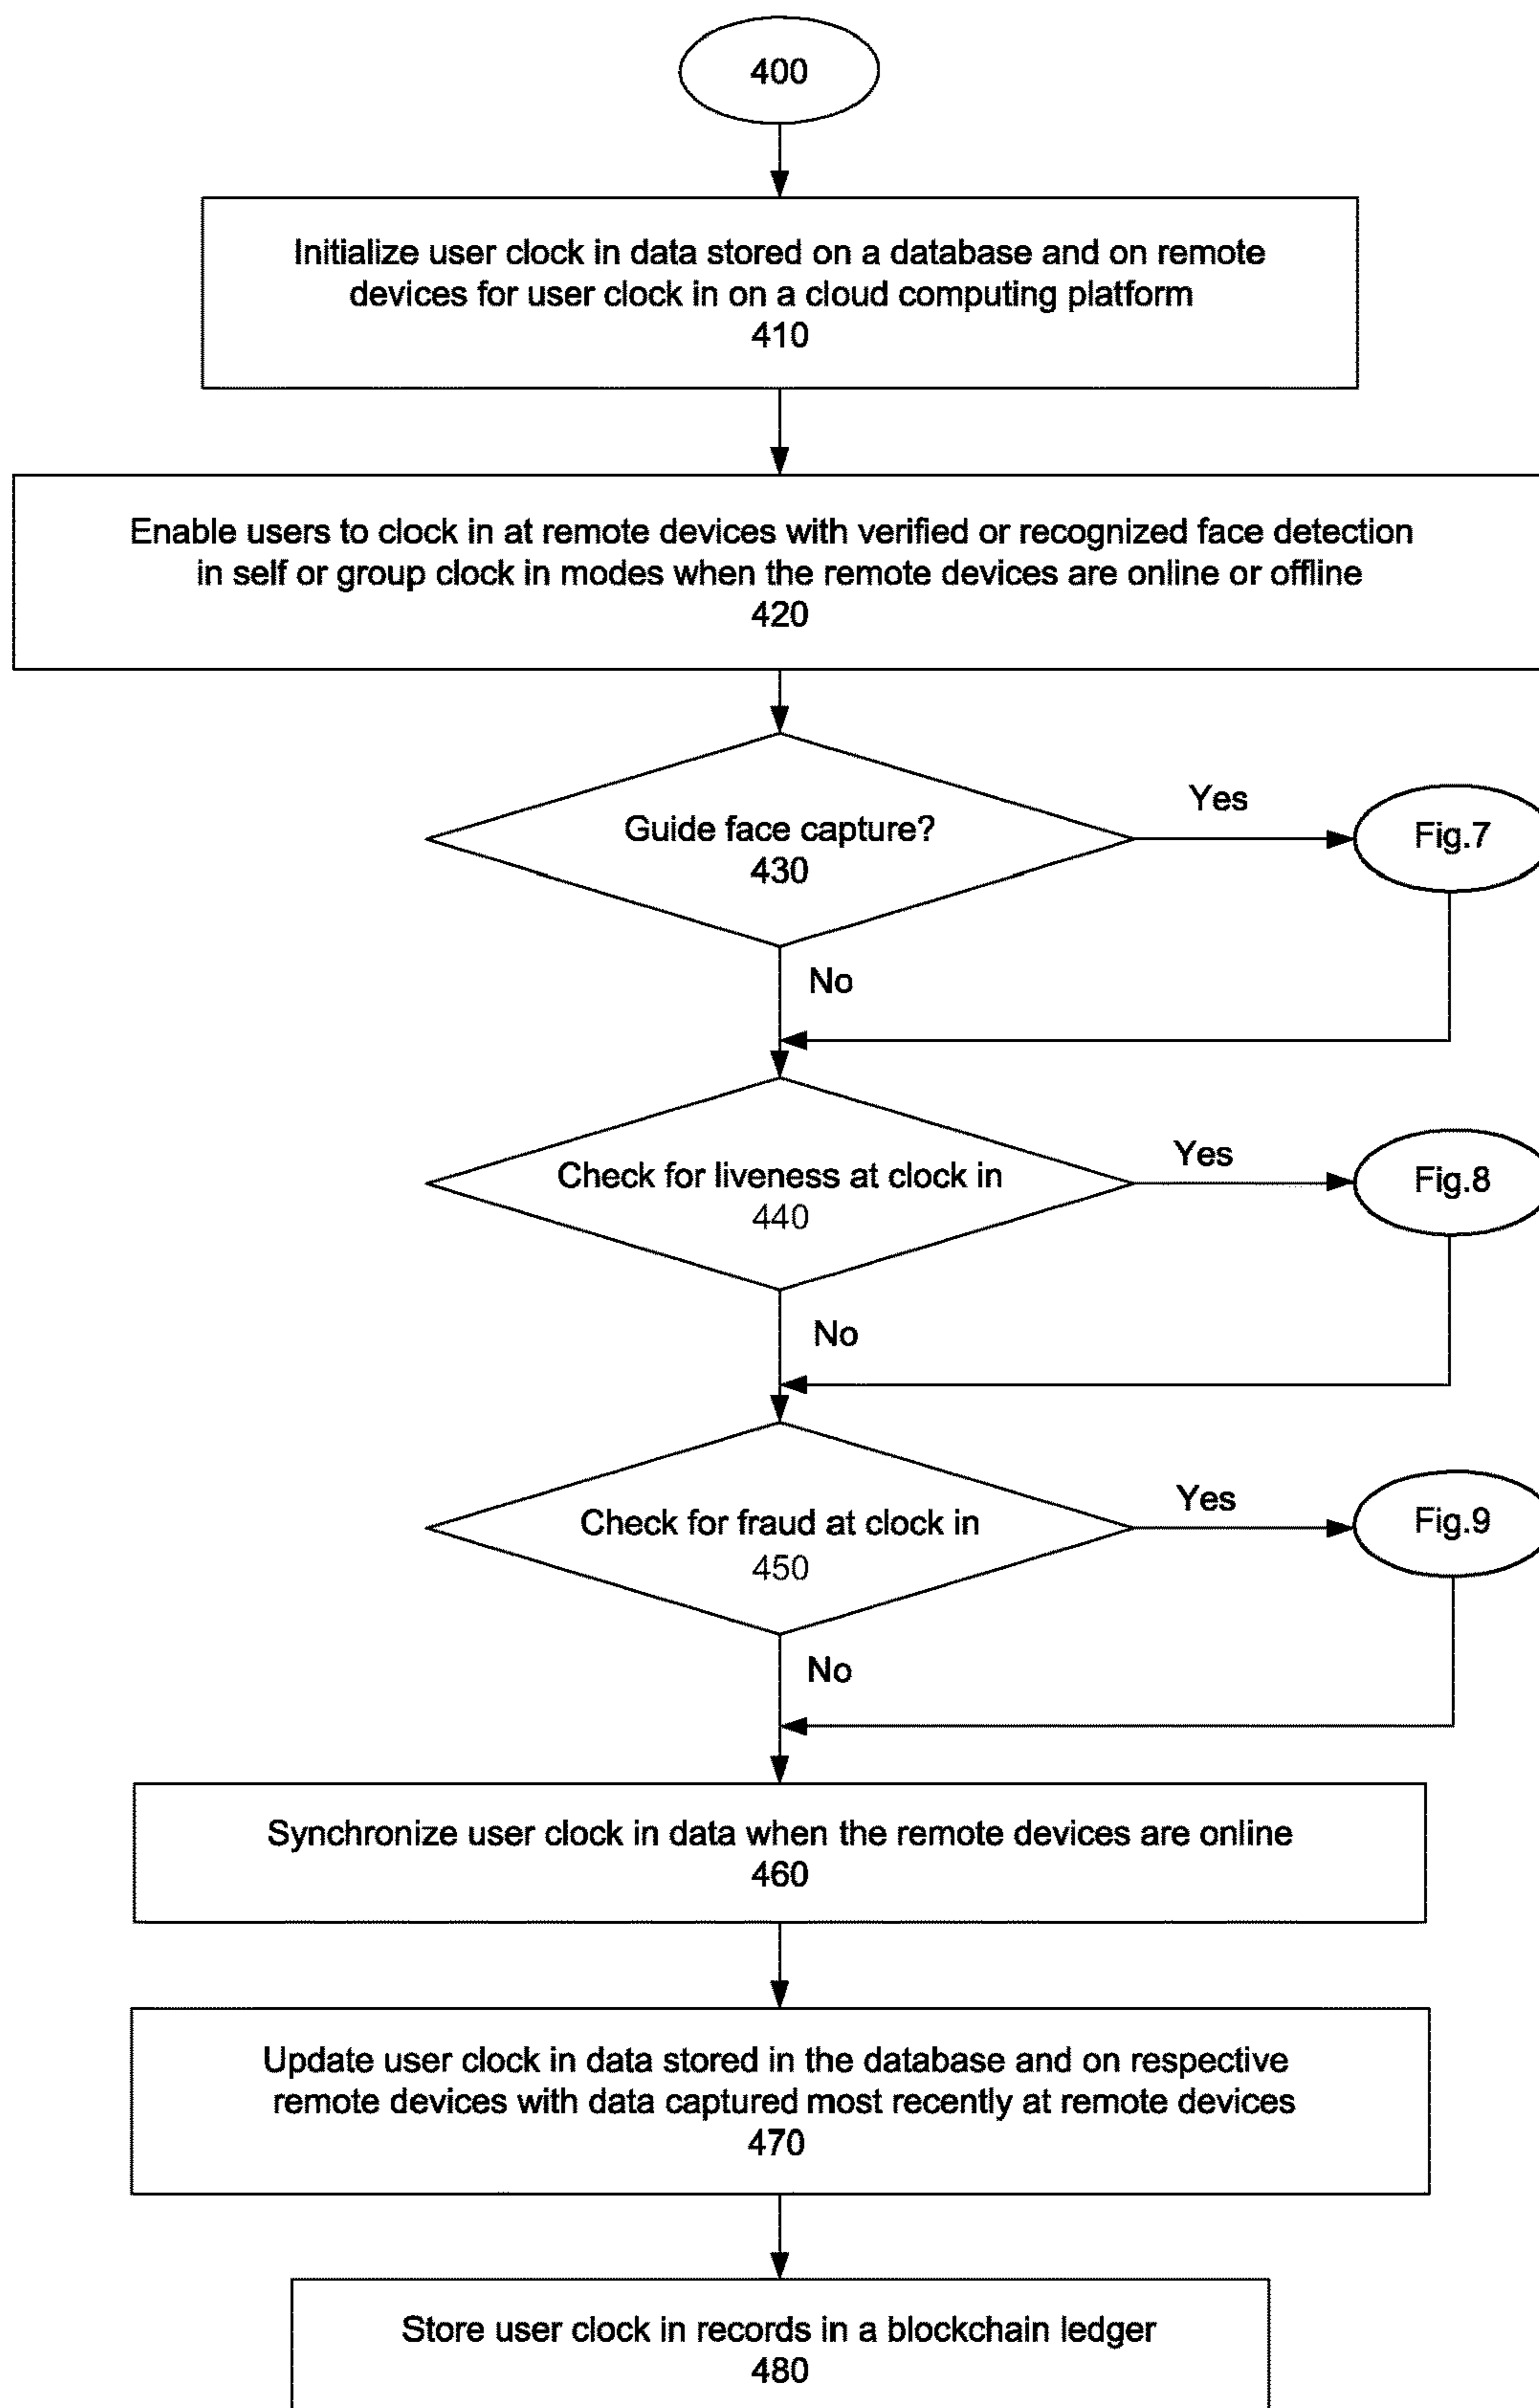 400
Initialize user clock in data stored on a database and on remote
devices for user clock in on a cloud computing platform
410
Enable users to clock in at remote devices with verified or recognized face detection
in self or group clock in modes when the remote devices are online or offline
420
Guide face capture?
430
Yes
Fig.7
No
Check for liveness at clock in
440
Yes
Fig.8
No
Check for fraud at clock in
450
Yes
Fig.9
No
Synchronize user clock in data when the remote devices are online
460
Update user clock in data stored in the database and on respective
remote devices with data captured most recently at remote devices
470
Store user clock in records in a blockchain ledger
480